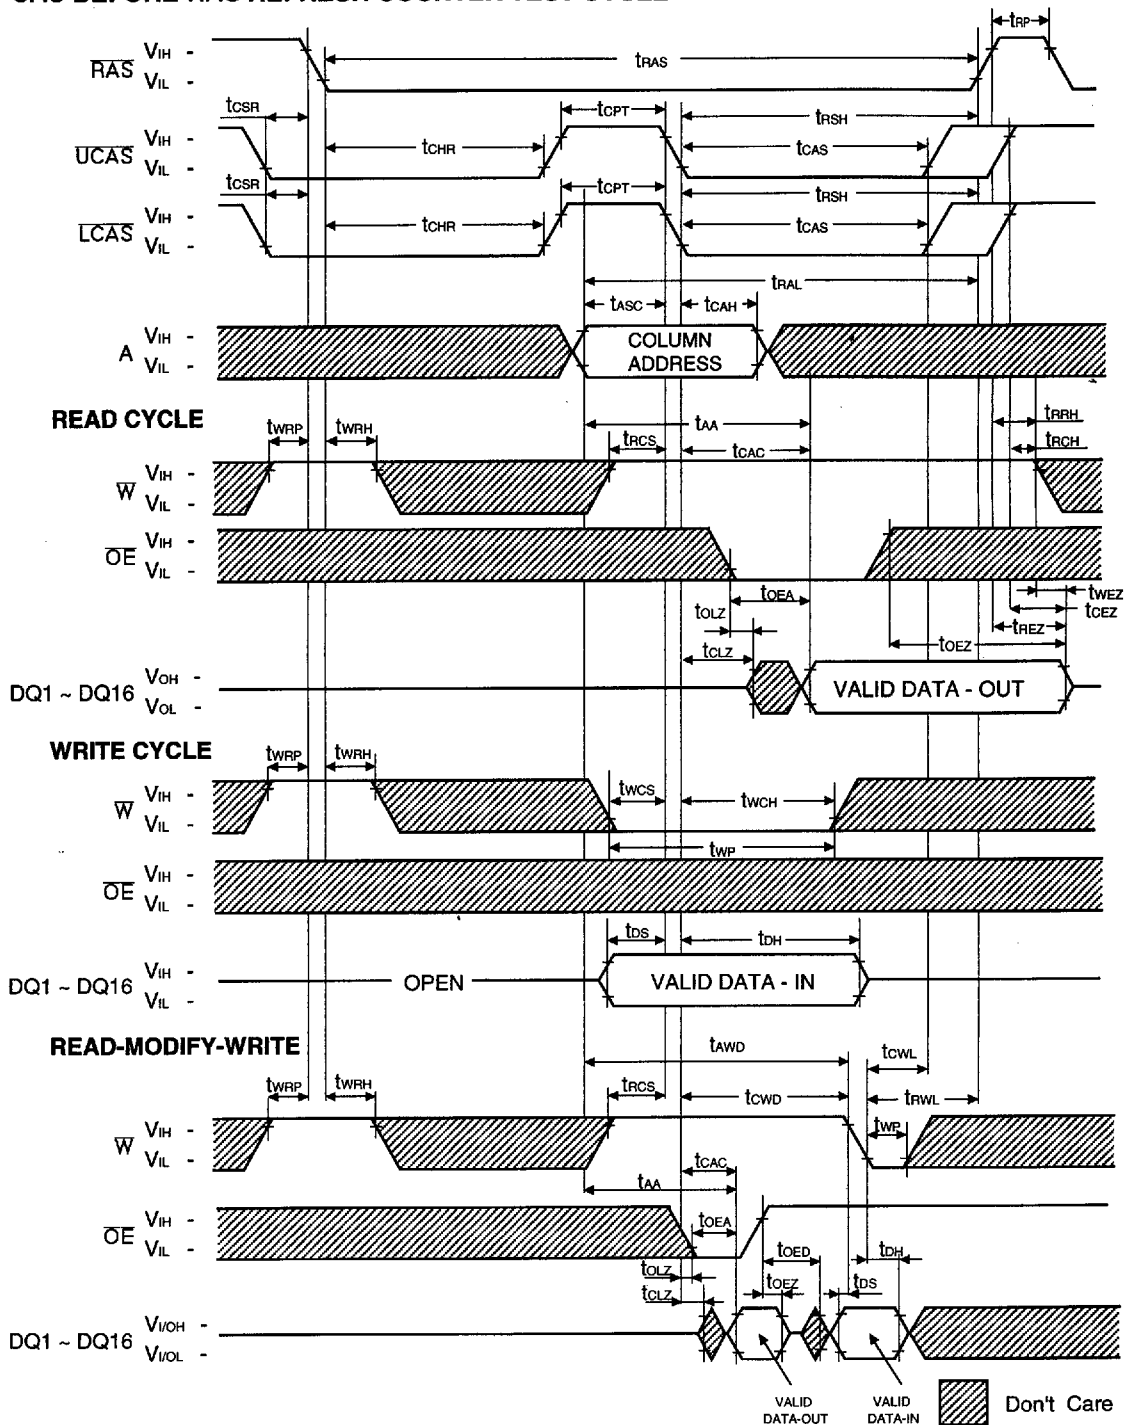 tRP
RAS VIH -
VIL -
tRAS
tCSR
tCPT
tRSH
UCAS VIH -
VIL -
tCHR
tCAS
tCSR
tCPT
tRSH
LCAS VIH -
VIL -
tCHR
tCAS
tRAL
tASC
tCAH
A VIH -
VIL -
COLUMN
ADDRESS
READ CYCLE
tWRP
tWRH
tAA
tRRH
tRCS
tCAC
tRCH
W VIH -
VIL -
OE VIH -
VIL -
tOEA
tWEZ
tOLZ
tCEZ
tREZ
tOEZ
tCLZ
DQ1 ~ DQ16 VOH -
VOL -
VALID DATA - OUT
WRITE CYCLE
tWRP
tWRH
W VIH -
VIL -
tWCS
tWCH
tWP
OE VIH -
VIL -
tDS
tDH
DQ1 ~ DQ16 VIH -
VIL -
OPEN
VALID DATA - IN
READ-MODIFY-WRITE
tAWD
tCWL
tWRP
tWRH
tRCS
tCWD
tRWL
W VIH -
VIL -
tWP
tCAC
tAA
OE VIH -
VIL -
tOEA
tOED
tDH
tOLZ
tOEZ
tDS
tCLZ
DQ1 ~ DQ16 VI/OH -
VI/OL -
VALID
DATA-OUT
VALID
DATA-IN
Don't Care